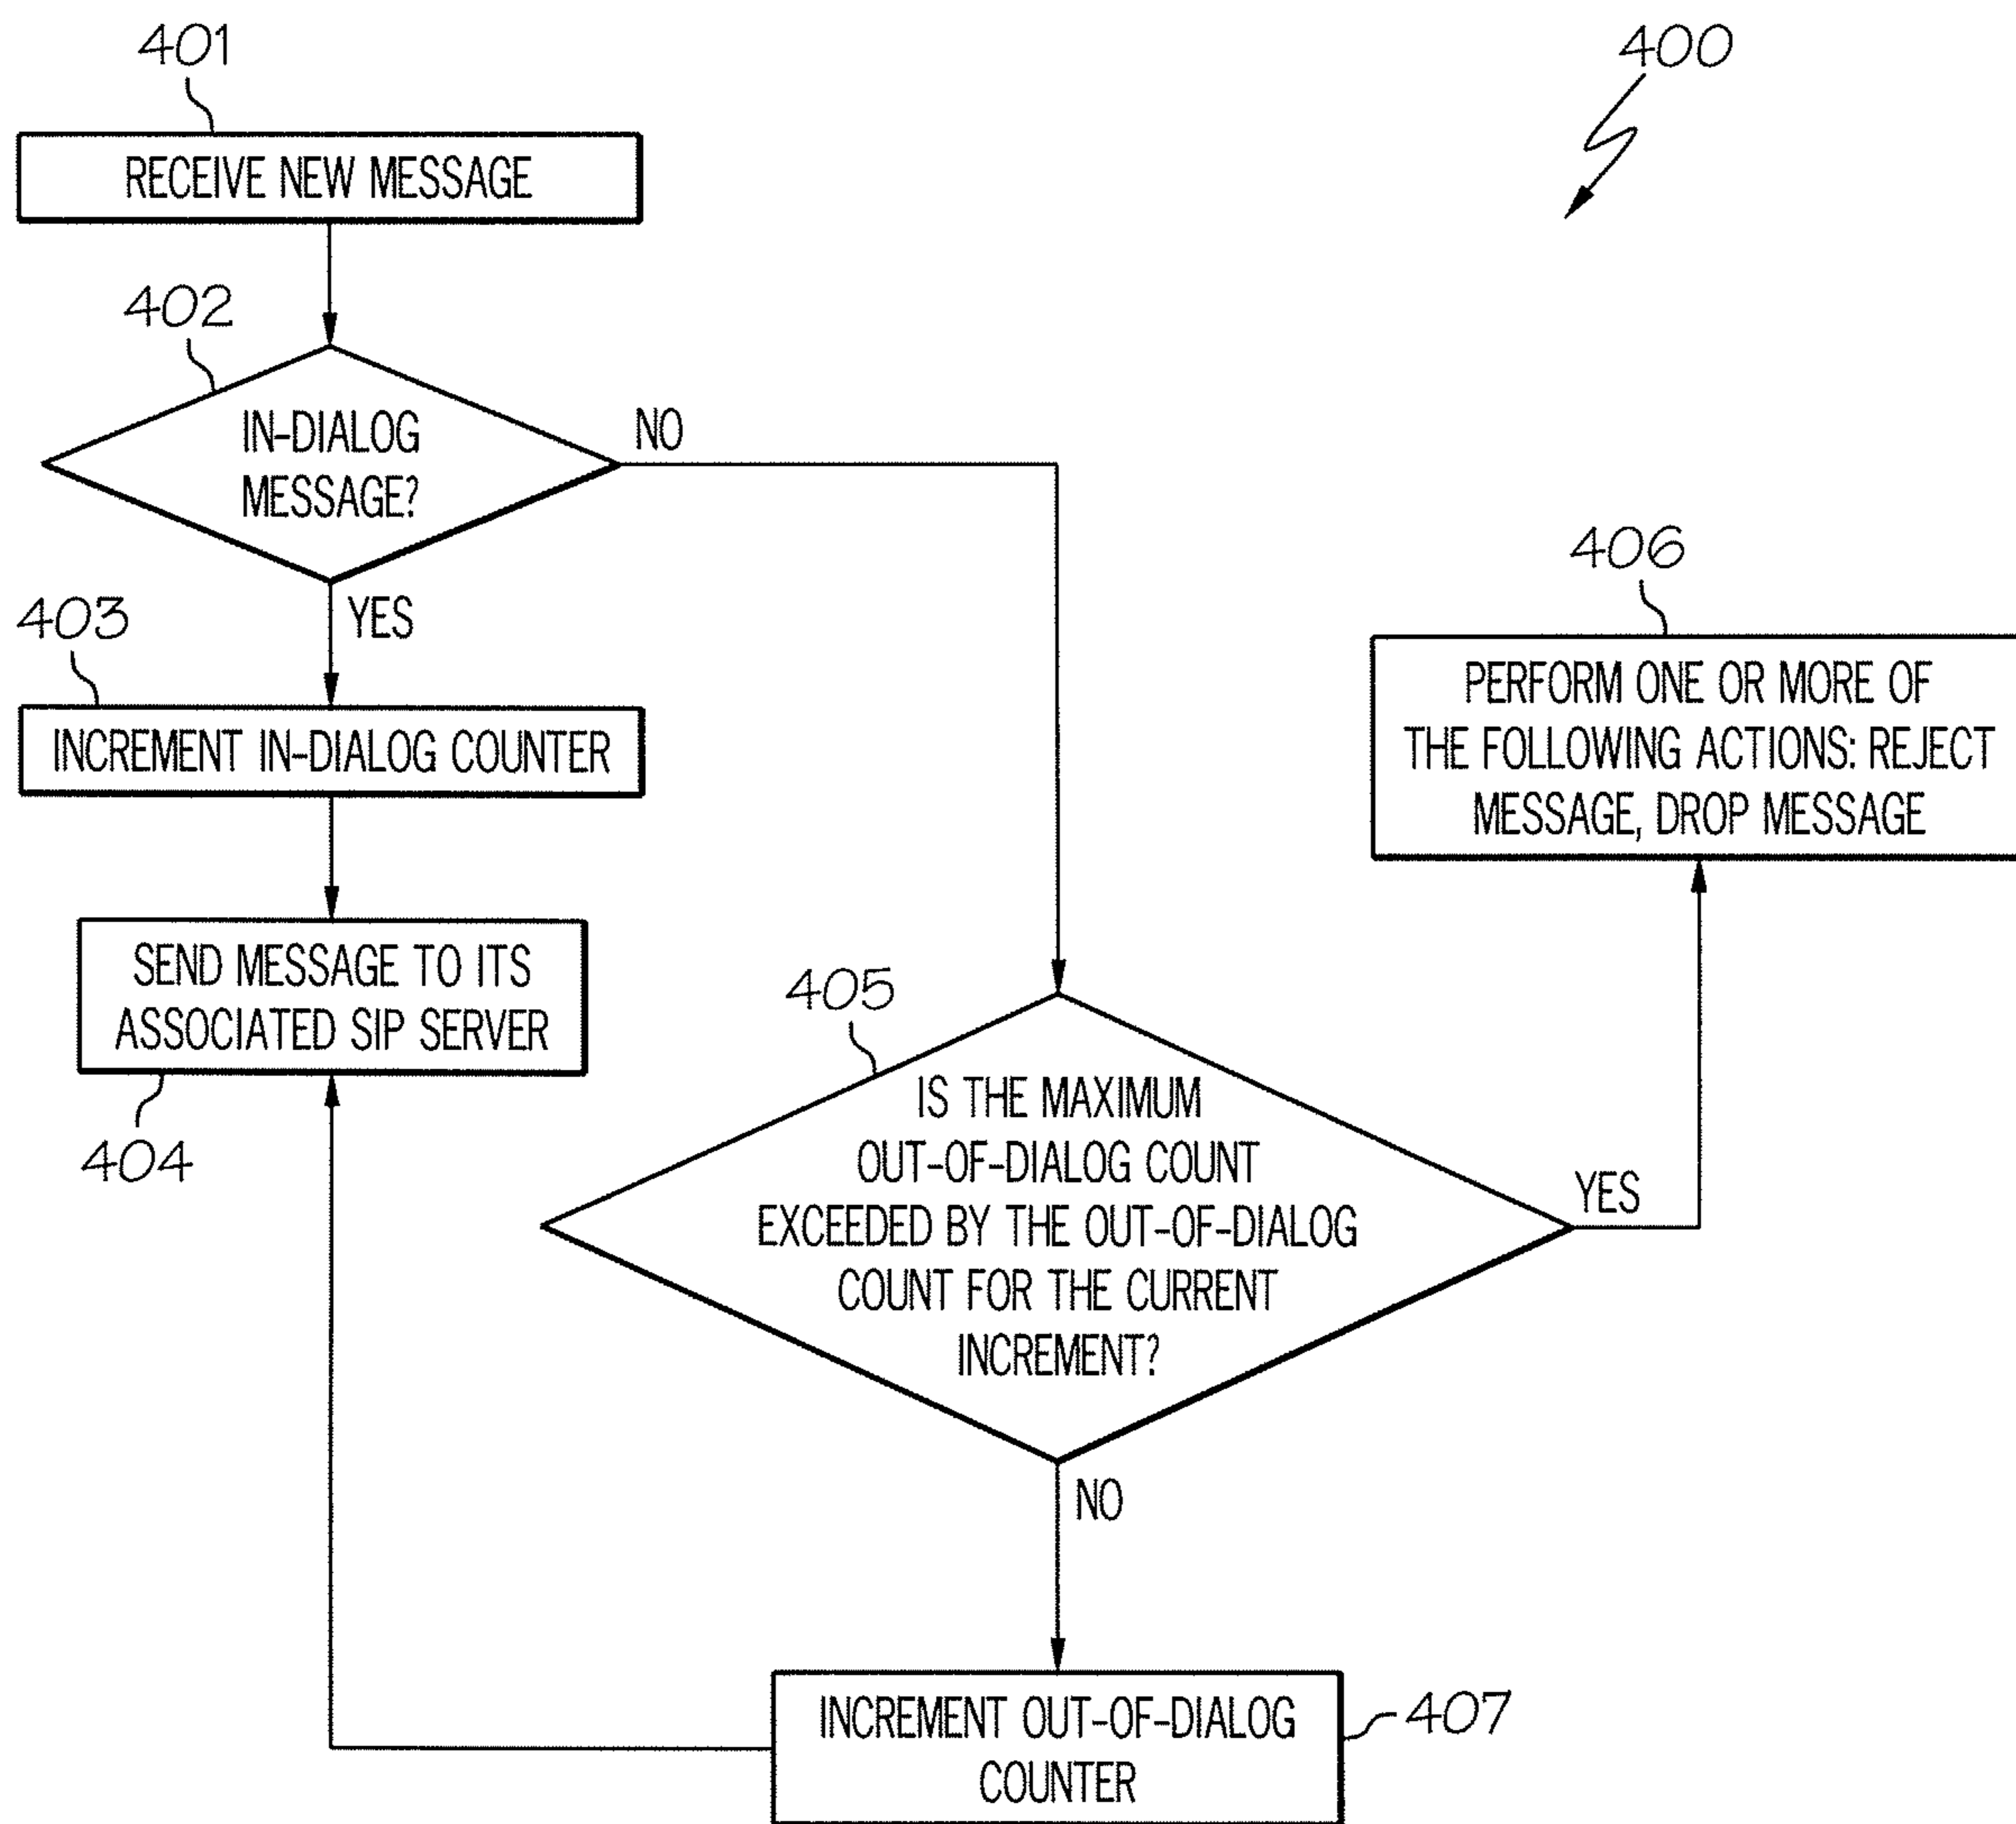 401
400
RECEIVE NEW MESSAGE
402
IN-DIALOG
MESSAGE?
NO
YES
403
INCREMENT IN-DIALOG COUNTER
SEND MESSAGE TO ITS
ASSOCIATED SIP SERVER
404
405
IS THE MAXIMUM
OUT-OF-DIALOG COUNT
EXCEEDED BY THE OUT-OF-DIALOG
COUNT FOR THE CURRENT
INCREMENT?
YES
406
PERFORM ONE OR MORE OF
THE FOLLOWING ACTIONS: REJECT
MESSAGE, DROP MESSAGE
NO
INCREMENT OUT-OF-DIALOG
COUNTER
407